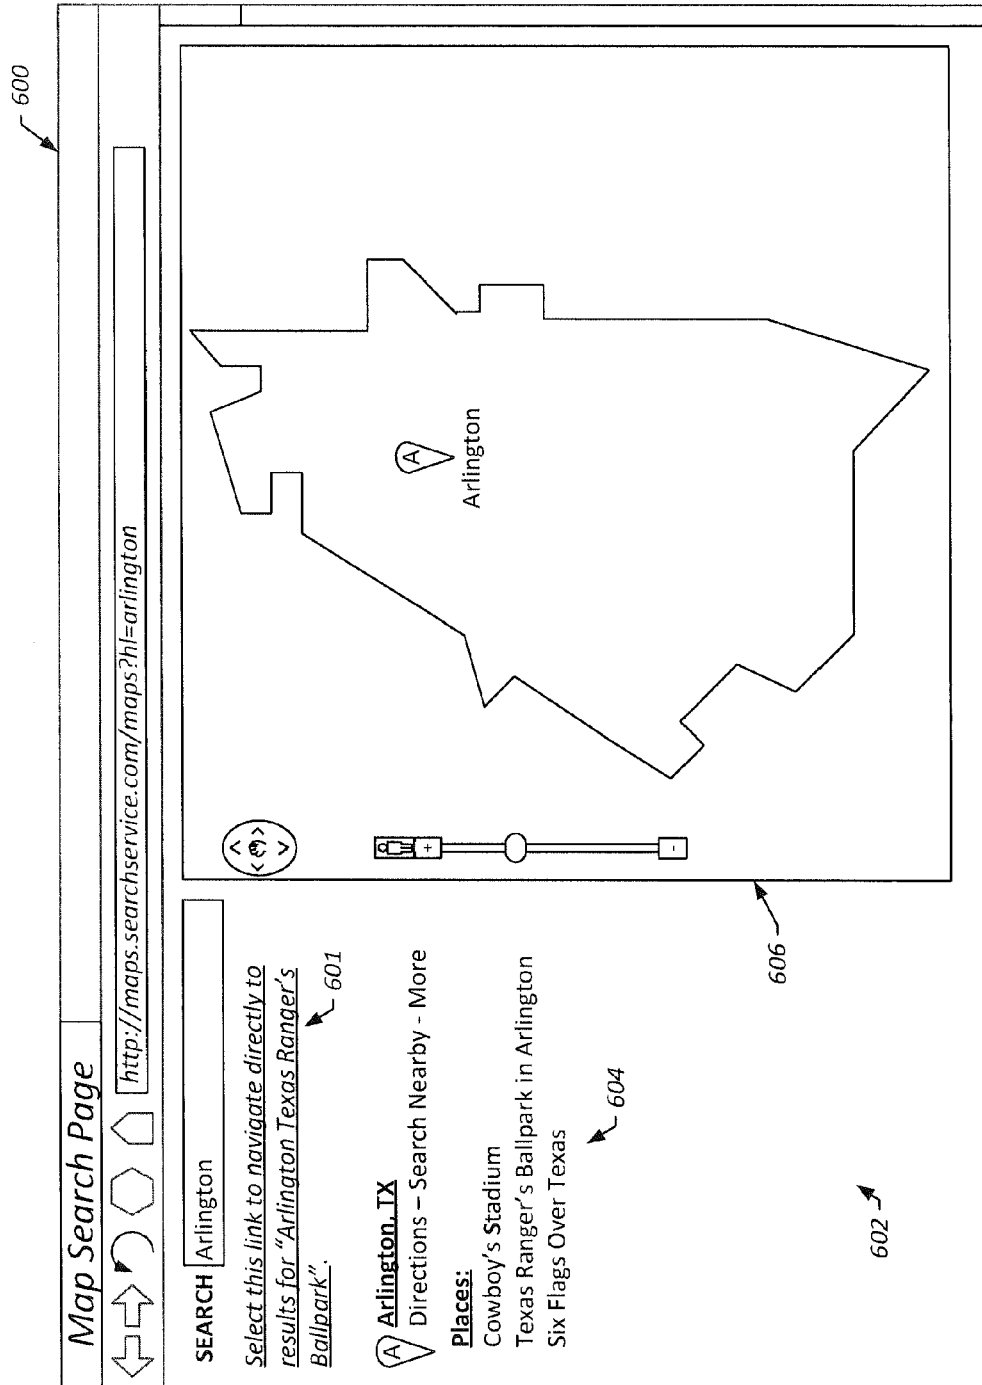 600
Map Search Page
http://maps.searchservice.com/maps?hl=arlington
SEARCH Arlington
Select this link to navigate directly to
results for “Arlington Texas Ranger’s
Ballpark”.
601
A Arlington, TX
Directions – Search Nearby - More
Places:
Cowboy’s Stadium
Texas Ranger’s Ballpark in Arlington
Six Flags Over Texas
604
602
606
+
-
A
Arlington